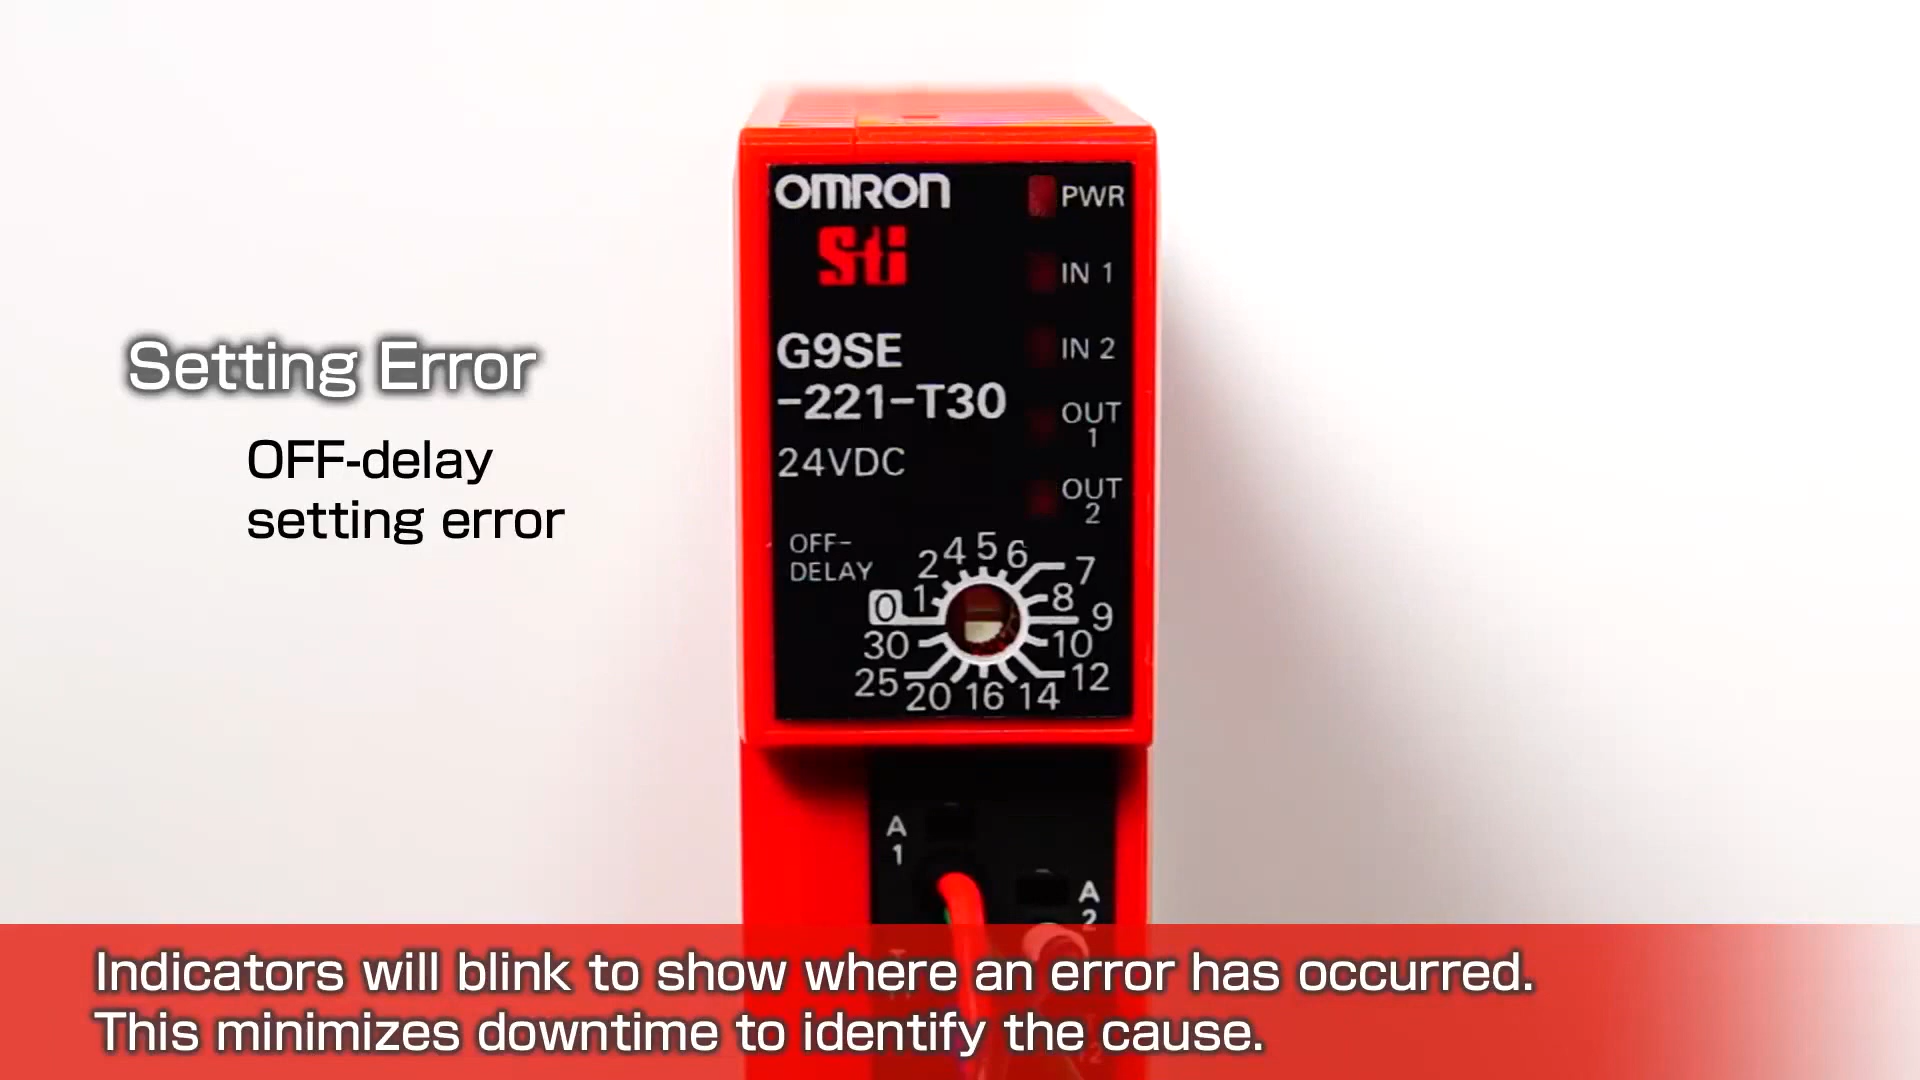 OMRON
Sti
PWR
IN 1
IN 2
OUT
1
OUT
2
G9SE
-221-T30
24VDC
OFF-
DELAY
0 1 2 4 5 6 7 8 9 10 12 14 16 20 25 30
Setting Error
OFF-delay
setting error
A
1
A
2
Indicators will blink to show where an error has occurred.
This minimizes downtime to identify the cause.